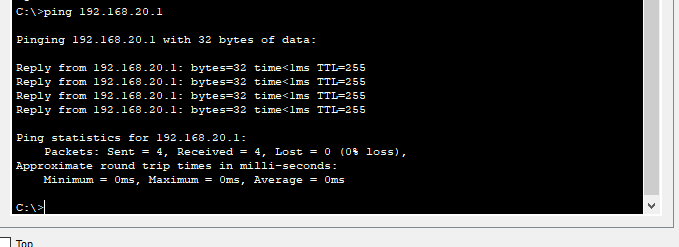 C:\>ping 192.168.20.1
Pinging 192.168.20.1 with 32 bytes of data:
Reply from 192.168.20.1: bytes=32 time<1ms TTL=255
Reply from 192.168.20.1: bytes=32 time<1ms TTL=255
Reply from 192.168.20.1: bytes=32 time<1ms TTL=255
Reply from 192.168.20.1: bytes=32 time<1ms TTL=255
Ping statistics for 192.168.20.1:
    Packets: Sent = 4, Received = 4, Lost = 0 (0% loss),
Approximate round trip times in milli-seconds:
    Minimum = 0ms, Maximum = 0ms, Average = 0ms
C:\>
Top